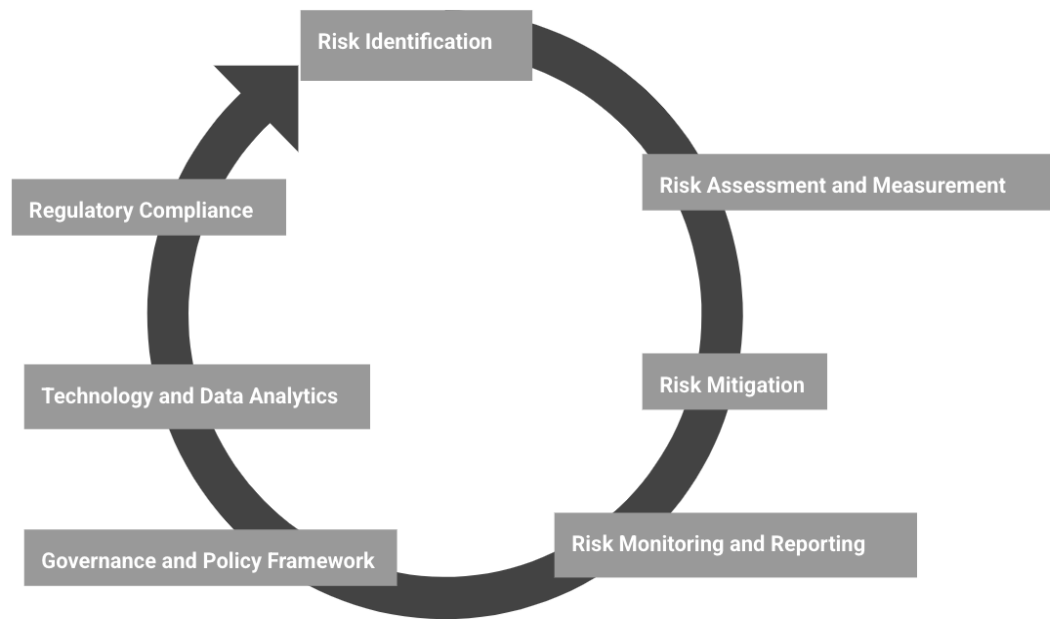 Risk Identification
Risk Assessment and Measurement
Risk Mitigation
Risk Monitoring and Reporting
Governance and Policy Framework
Technology and Data Analytics
Regulatory Compliance